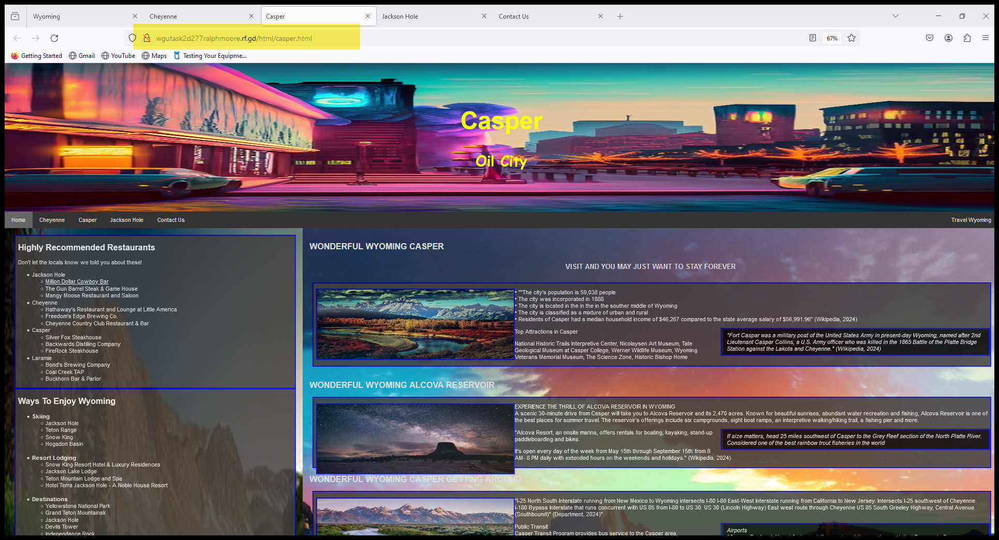 Wyoming
Cheyenne
Casper
Jackson Hole
Contact Us
wgutask2d277ralphmoore.rf.gd/html/casper.html
67%
Getting Started
Gmail
YouTube
Maps
Testing Your Equipme...
Casper
Oil City
Home Cheyenne Casper Jackson Hole Contact Us Travel Wyoming
Highly Recommended Restaurants
Don't let the locals know we told you about these!
• Jackson Hole
○ Million Dollar Cowboy Bar
○ The Gun Barrel Steak & Game House
○ Mangy Moose Restaurant and Saloon
• Cheyenne
○ Hathaway's Restaurant and Lounge at Little America
○ Freedom's Edge Brewing Co.
○ Cheyenne Country Club Restaurant & Bar
• Casper
○ Silver Fox Steakhouse
○ Backwards Distilling Company
○ FireRock Steakhouse
• Laramie
○ Bond's Brewing Company
○ Coal Creek TAP
○ Buckhorn Bar & Parlor
Ways To Enjoy Wyoming
• Skiing
○ Jackson Hole
○ Teton Range
○ Snow King
○ Hogadon Basin
• Resort Lodging
○ Snow King Resort Hotel & Luxury Residences
○ Jackson Lake Lodge
○ Teton Mountain Lodge and Spa
○ Hotel Terra Jackson Hole - A Noble House Resort
• Destinations
○ Yellowstone National Park
○ Grand Teton Mountainsk
○ Jackson Hole
○ Devils Tower
○ Independance Rock
WONDERFUL WYOMING CASPER
VISIT AND YOU MAY JUST WANT TO STAY FOREVER
• ""The city's population is 59,038 people
• The city was incorporated in 1888
• The city is located in the in the in the souther middle of Wyoming
• The city is classified as a mixture of urban and rural
• Residents of Casper had a median household income of $46,267 compared to the state average salary of $56,991.96" (Wikipedia, 2024)
Top Attractions in Casper
National Historic Trails Interpretive Center, Nicolaysen Art Museum, Tate
Geological Museum at Casper College, Werner Wildlife Museum, Wyoming
Veterans Memorial Museum, The Science Zone, Historic Bishop Home
"Fort Caspar was a military post of the United States Army in present-day Wyoming, named after 2nd
Lieutenant Caspar Collins, a U.S. Army officer who was killed in the 1865 Battle of the Platte Bridge
Station against the Lakota and Cheyenne." (Wikipedia, 2024)
WONDERFUL WYOMING ALCOVA RESERVOIR
EXPERIENCE THE THRILL OF ALCOVA RESERVOIR IN WYOMING
A scenic 30-minute drive from Casper will take you to Alcova Reservoir and its 2,470 acres. Known for beautiful sunrises, abundant water recreation and fishing, Alcova Reservoir is one of
the best places for summer travel. The reservoir's offerings include six campgrounds, eight boat ramps, an interpretive walking/hiking trail, a fishing pier and more.
"Alcova Resort, an onsite marina, offers rentals for boating, kayaking, stand-up
paddleboarding and bikes.
It's open every day of the week from May 15th through September 15th from 8
AM- 8 PM daily with extended hours on the weekends and holidays." (Wikipedia, 2024)
If size matters, head 25 miles southwest of Casper to the Grey Reef section of the North Platte River.
Considered one of the best rainbow trout fisheries in the world
WONDERFUL WYOMING CASPER GETTING AROUND
"I-25 North South Interstate running from New Mexico to Wyoming intersects I-80 I-80 East-West Interstate running from California to New Jersey. Intersects I-25 southwest of Cheyenne.
I-180 Bypass Interstate that runs concurrent with US 85 from I-80 to US 30. US 30 (Lincoln Highway) East west route through Cheyenne US 85 South Greeley Highway, Central Avenue
(Southbound)" (Department, 2024)"
Public Transit
Casper Transit Program provides bus service to the Casper area.
Airports